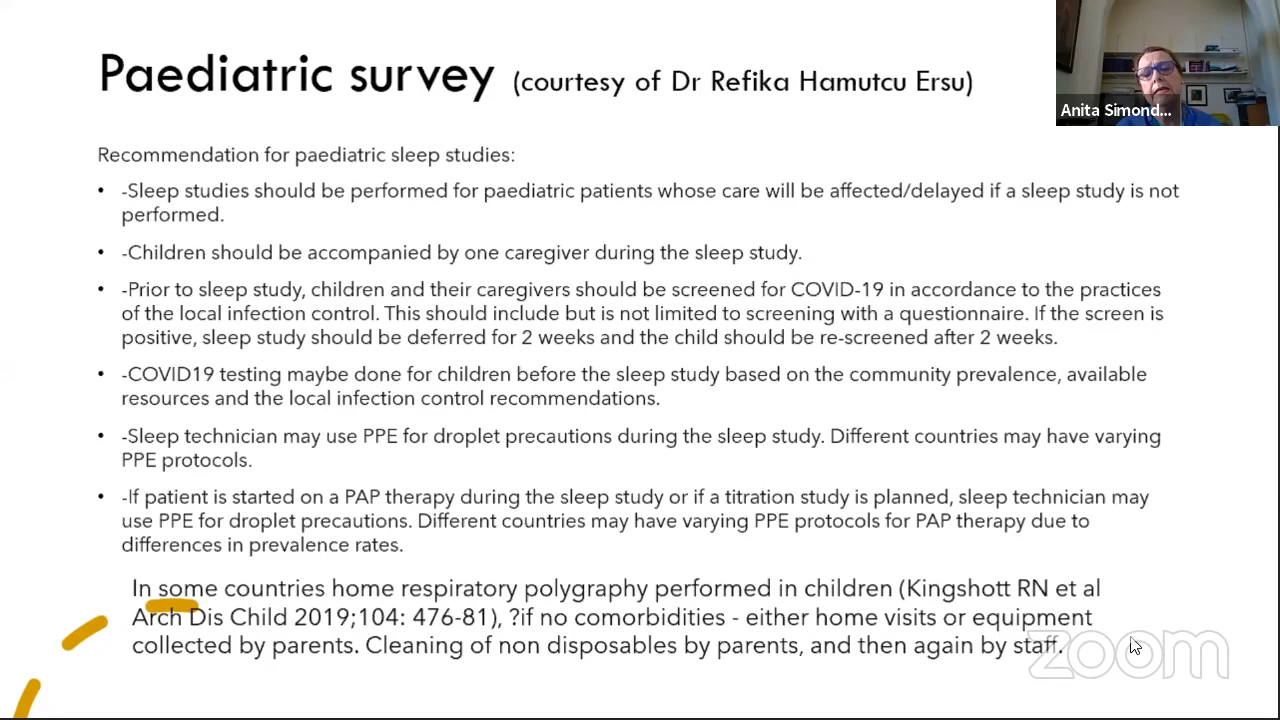 Paediatric survey (courtesy of Dr Refika Hamutcu Ersu)
Anita Simond...
Recommendation for paediatric sleep studies:
• -Sleep studies should be performed for paediatric patients whose care will be affected/delayed if a sleep study is not
performed.
• -Children should be accompanied by one caregiver during the sleep study.
• -Prior to sleep study, children and their caregivers should be screened for COVID-19 in accordance to the practices
of the local infection control. This should include but is not limited to screening with a questionnaire. If the screen is
positive, sleep study should be deferred for 2 weeks and the child should be re-screened after 2 weeks.
• -COVID19 testing maybe done for children before the sleep study based on the community prevalence, available
resources and the local infection control recommendations.
• -Sleep technician may use PPE for droplet precautions during the sleep study. Different countries may have varying
PPE protocols.
• -If patient is started on a PAP therapy during the sleep study or if a titration study is planned, sleep technician may
use PPE for droplet precautions. Different countries may have varying PPE protocols for PAP therapy due to
differences in prevalence rates.
In some countries home respiratory polygraphy performed in children (Kingshott RN et al
Arch Dis Child 2019;104: 476-81), ?if no comorbidities - either home visits or equipment
collected by parents. Cleaning of non disposables by parents, and then again by staff.
zoom